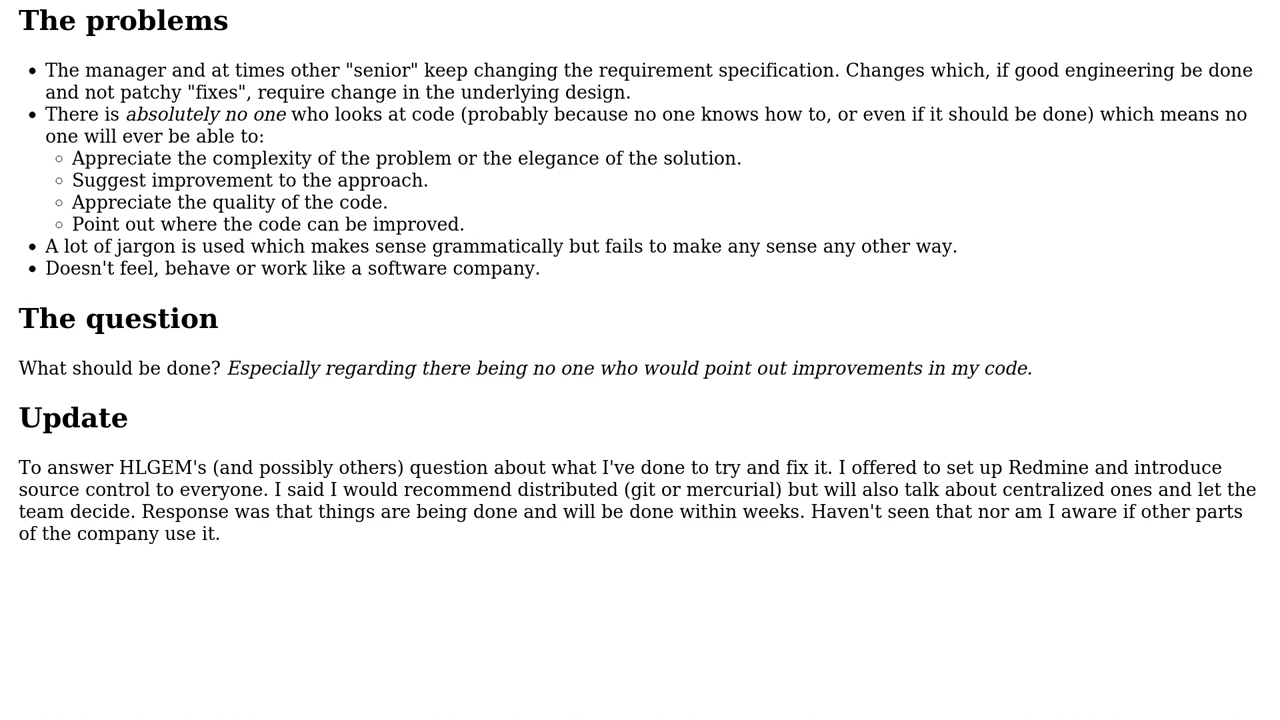 The problems
The manager and at times other "senior" keep changing the requirement specification. Changes which, if good engineering be done
and not patchy "fixes", require change in the underlying design.
There is absolutely no one who looks at code (probably because no one knows how to, or even if it should be done) which means no
one will ever be able to:
Appreciate the complexity of the problem or the elegance of the solution.
Suggest improvement to the approach.
Appreciate the quality of the code.
Point out where the code can be improved.
A lot of jargon is used which makes sense grammatically but fails to make any sense any other way.
Doesn't feel, behave or work like a software company.
The question
What should be done? Especially regarding there being no one who would point out improvements in my code.
Update
To answer HLGEM's (and possibly others) question about what I've done to try and fix it. I offered to set up Redmine and introduce
source control to everyone. I said I would recommend distributed (git or mercurial) but will also talk about centralized ones and let the
team decide. Response was that things are being done and will be done within weeks. Haven't seen that nor am I aware if other parts
of the company use it.